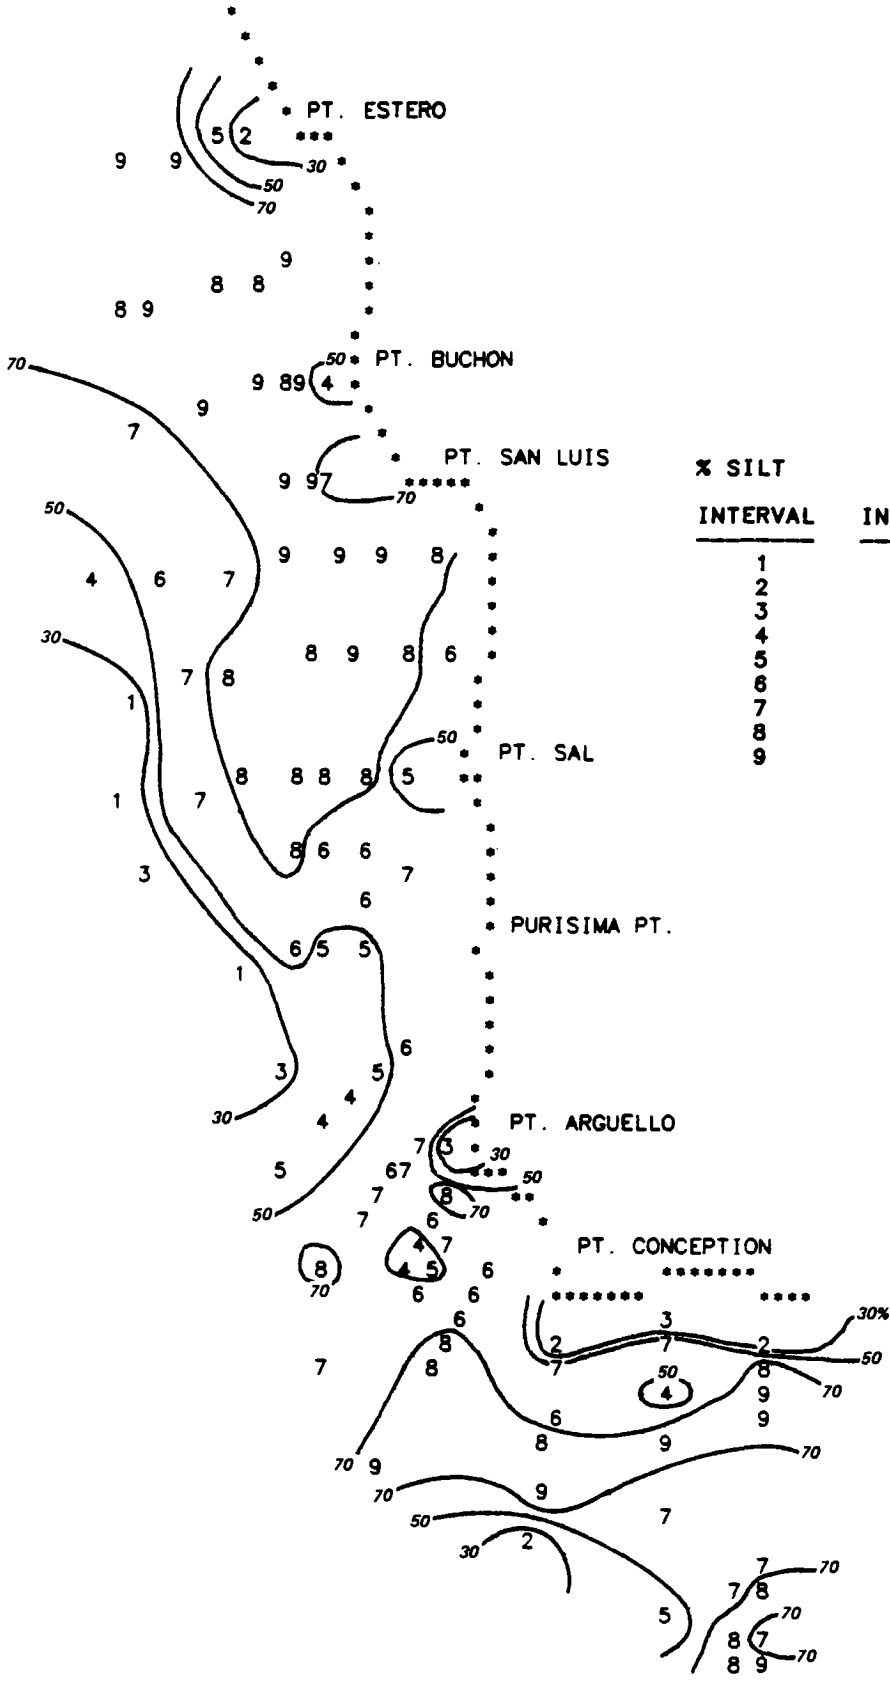 PT. ESTERO
5 2
9 9
30
50
70
9
8 8
8 9
50 PT. BUCHON
70
9 89 4
9
7
PT. SAN LUIS
% SILT
9 97
70
50
INTERVAL IN
9 9 9 8
1
4 6 7
2
3
30
4
8 9 8 6
5
7 8
6
1
7
50
8
PT. SAL
9
8 8 8 8 5
1 7
8 6 6
3 7
6
PURISIMA PT.
6 5 5
1
6
3 5
4
30 4
PT. ARGUELLO
7 3
30
5 67
50
7 8
50 7 6 70
4 7
PT. CONCEPTION
8 4 5 6
70
6 6
6 3
30%
8 2 7 2
50
7 8 7 8
50
4 9 70
6 9
8 9
70
70 9
70 9
50 7
30 2
7 70
7 8
5 70
8 7
70
8 9